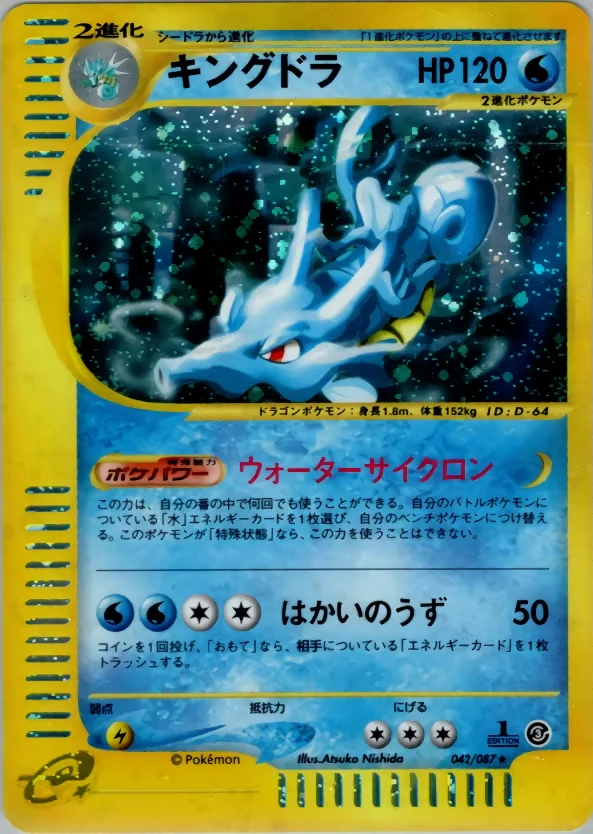 2進化
シードラから進化
「1進化ポケモン」の上に重ねて進化させます
キングドラ HP120
2進化ポケモン
ドラゴンポケモン：身長1.8m. 体重152kg ID:D-64
特殊能力
ポケパワー ウォーターサイクロン
この力は、自分の番の中で何回でも使うことができる。自分のバトルポケモン
についている「水」エネルギーカードを1枚選び、自分のベンチポケモンにつけ替え
る。このポケモンが「特殊状態」なら、この力を使うことはできない。
はかいのうず 50
コインを1回投げ、「おもて」なら、相手についている「エネルギーカード」を1枚
トラッシュする。
弱点 抵抗力 にげる
1
EDITION
3
©Pokémon Illus.Atsuko Nishida 042/087★
e